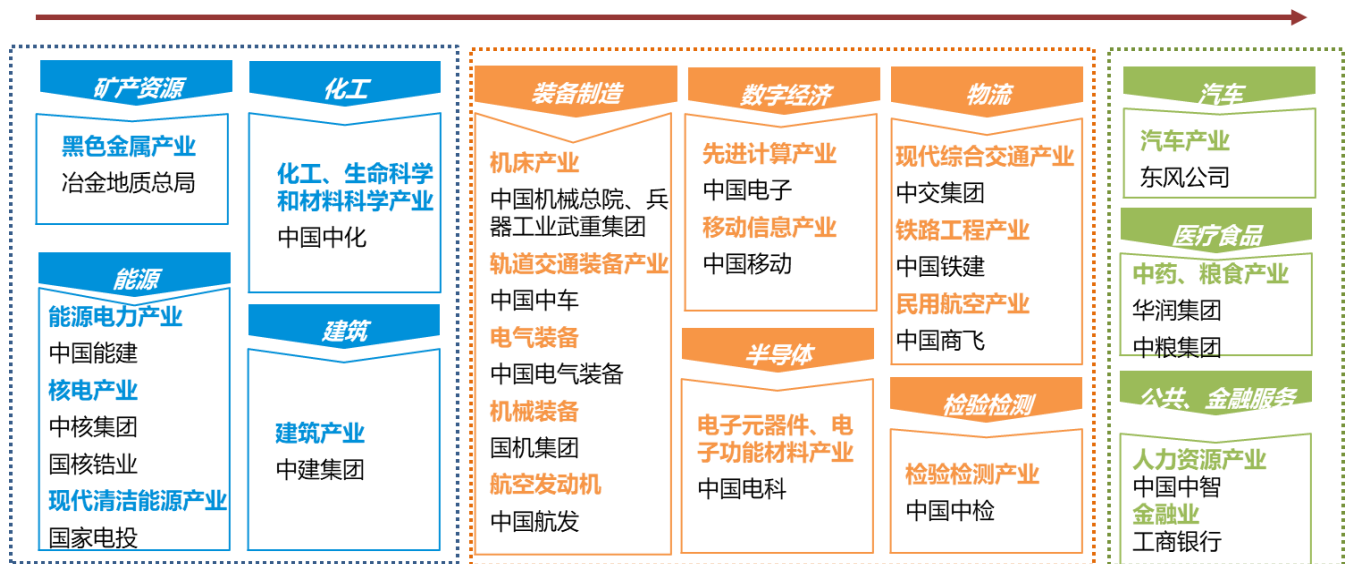 矿产资源
黑色金属产业
冶金地质总局
能源
能源电力产业
中国能建
核电产业
中核集团
国核锆业
现代清洁能源产业
国家电投
化工
化工、生命科学
和材料科学产业
中国中化
建筑
建筑产业
中建集团
装备制造
机床产业
中国机械总院、兵
器工业武重集团
轨道交通装备产业
中国中车
电气装备
中国电气装备
机械装备
国机集团
航空发动机
中国航发
数字经济
先进计算产业
中国电子
移动信息产业
中国移动
半导体
电子元器件、电
子功能材料产业
中国电科
物流
现代综合交通产业
中交集团
铁路工程产业
中国铁建
民用航空产业
中国商飞
检验检测
检验检测产业
中国中检
汽车
汽车产业
东风公司
医疗食品
中药、粮食产业
华润集团
中粮集团
公共、金融服务
人力资源产业
中国中智
金融业
工商银行